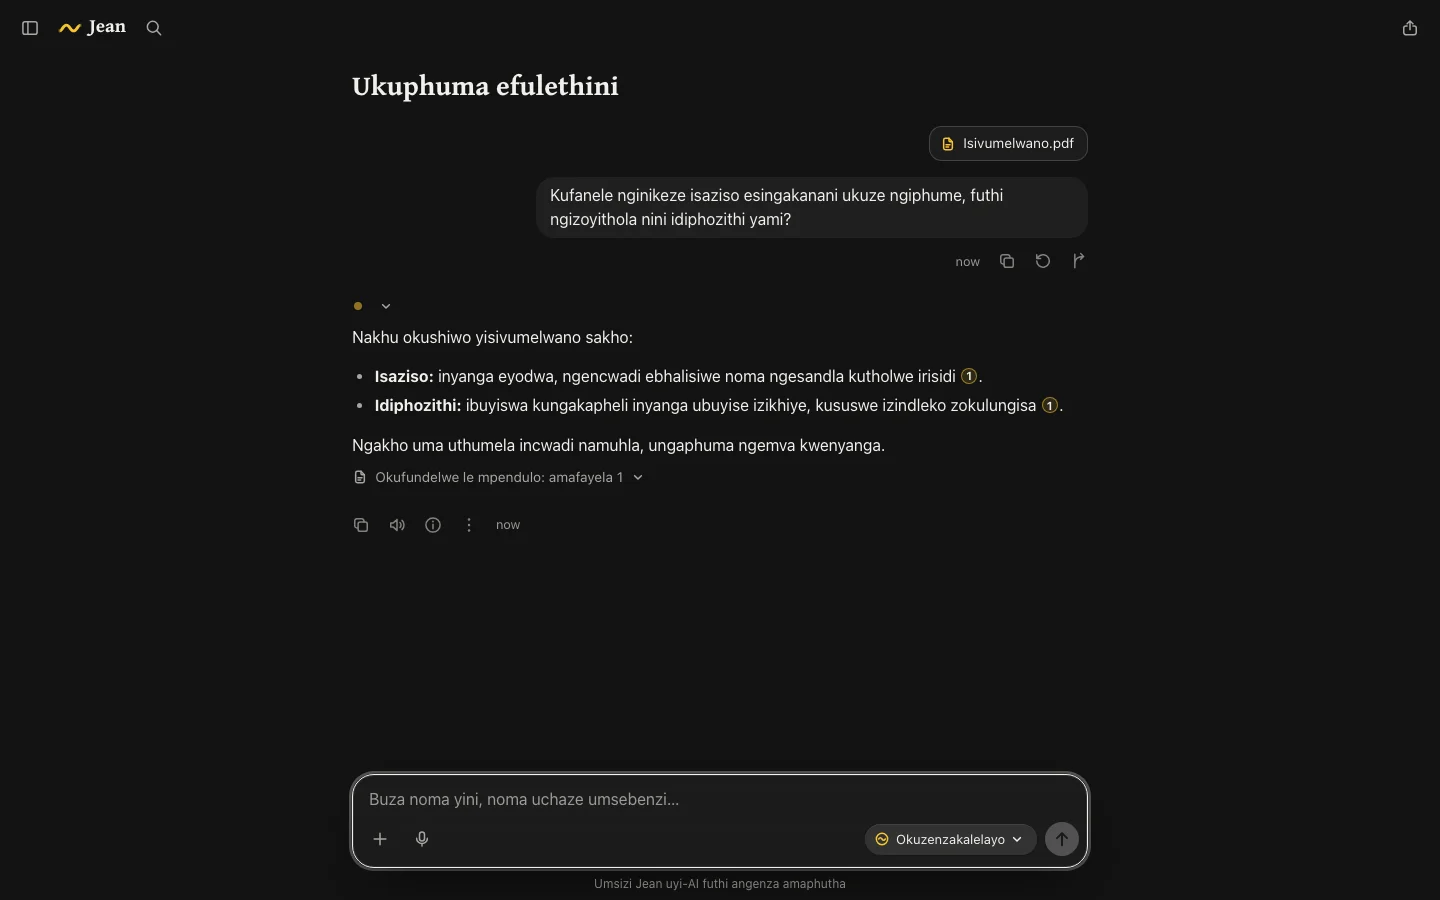 Jean
Ukuphuma efulethini
Isivumelwano.pdf
Kufanele nginikeze isaziso esingakanani ukuze ngiphume, futhi
ngizoyithola nini idiphozithi yami?
now
Nakhu okushiwo yisivumelwano sakho:
• Isaziso: inyanga eyodwa, ngencwadi ebhalisiwe noma ngesandla kutholwe irisidi 1.
• Idiphozithi: ibuyiswa kungakapheli inyanga ubuyise izikhiye, kususwe izindleko zokulungisa 1.
Ngakho uma uthumela incwadi namuhla, ungaphuma ngemva kwenyanga.
Okufundelwe le mpendulo: amafayela 1
now
Buza noma yini, noma uchaze umsebenzi...
Okuzenzakalelayo
Umsizi Jean uyi-AI futhi angenza amaphutha